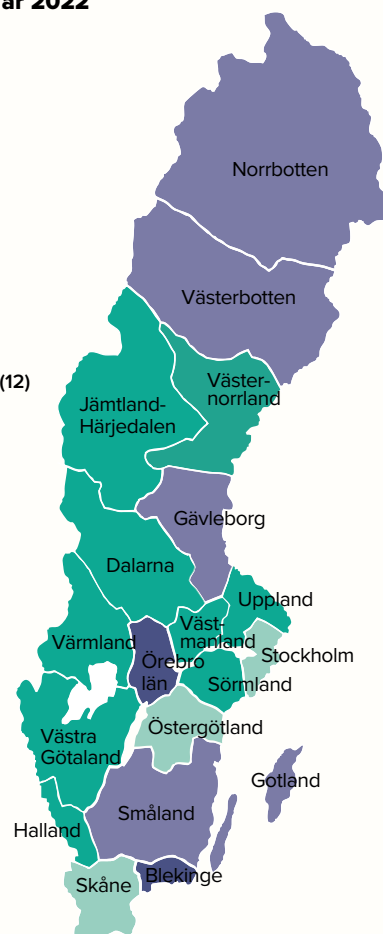 år 2022
Norrbotten
Västerbotten
(12)
Väster-
norrland
Jämtland-
Härjedalen
Gävleborg
Dalarna
Uppland
Väst-
manland
Värmland
Stockholm
Örebro
län
Sörmland
Östergötland
Västra
Götaland
Gotland
Småland
Halland
Blekinge
Skåne